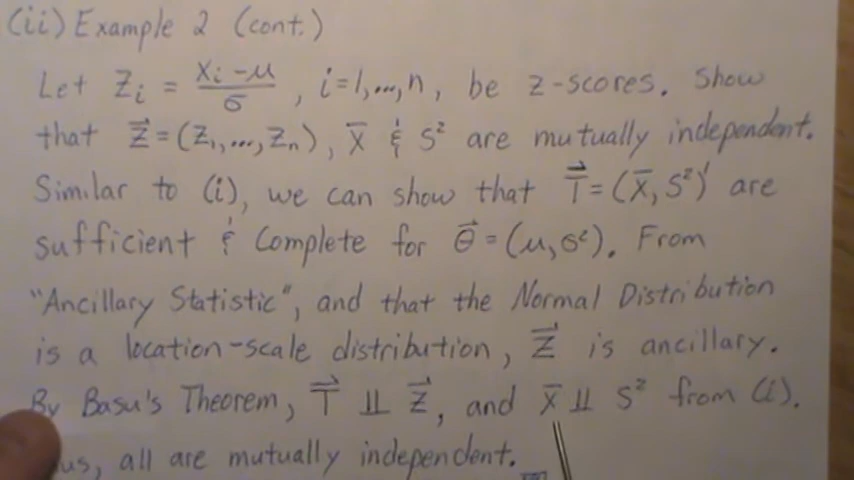 (ii) Example 2 (cont.)
Let Zi = Xi - μ / σ , i=1,...,n, be z-scores. Show
that Z⃗ = (Z₁,...,Zn), X̄ & S² are mutually independent.
Similar to (i), we can show that T⃗ = (X̄, S²)' are
sufficient & Complete for θ⃗ = (μ, σ²). From
"Ancillary Statistic", and that the Normal Distribution
is a location-scale distribution, Z⃗ is ancillary.
By Basu's Theorem, T⃗ ⫫ Z⃗, and X̄ ⫫ S² from (i).
us, all are mutually independent.